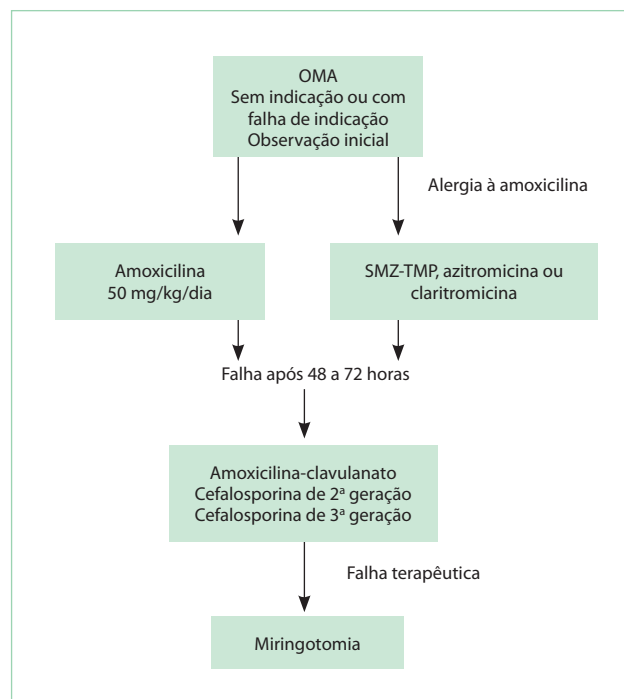 OMA
Sem indicação ou com
falha de indicação
Observação inicial
Alergia à amoxicilina
Amoxicilina
50 mg/kg/dia
SMZ-TMP, azitromicina ou
claritromicina
Falha após 48 a 72 horas
Amoxicilina-clavulanato
Cefalosporina de 2ª geração
Cefalosporina de 3ª geração
Falha terapêutica
Miringotomia